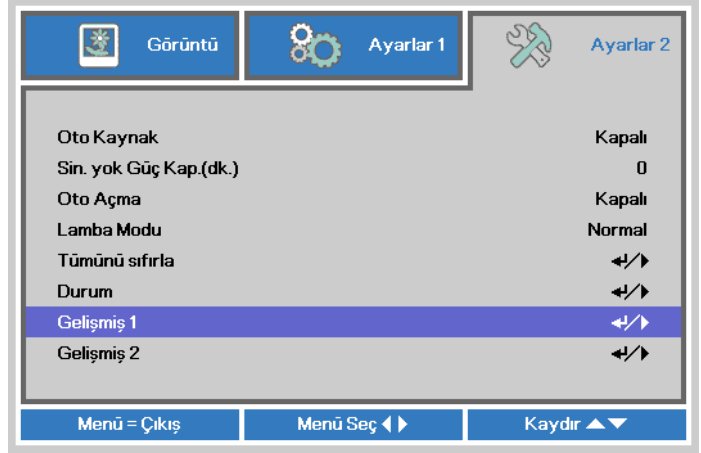 Görüntü
Ayarlar 1
Ayarlar 2
Oto Kaynak Kapalı
Sin. yok Güç Kap.(dk.) 0
Oto Açma Kapalı
Lamba Modu Normal
Tümünü sıfırla ↵/▶
Durum ↵/▶
Gelişmiş 1 ↵/▶
Gelişmiş 2 ↵/▶
Menü = Çıkış
Menü Seç ◀ ▶
Kaydır ▲▼